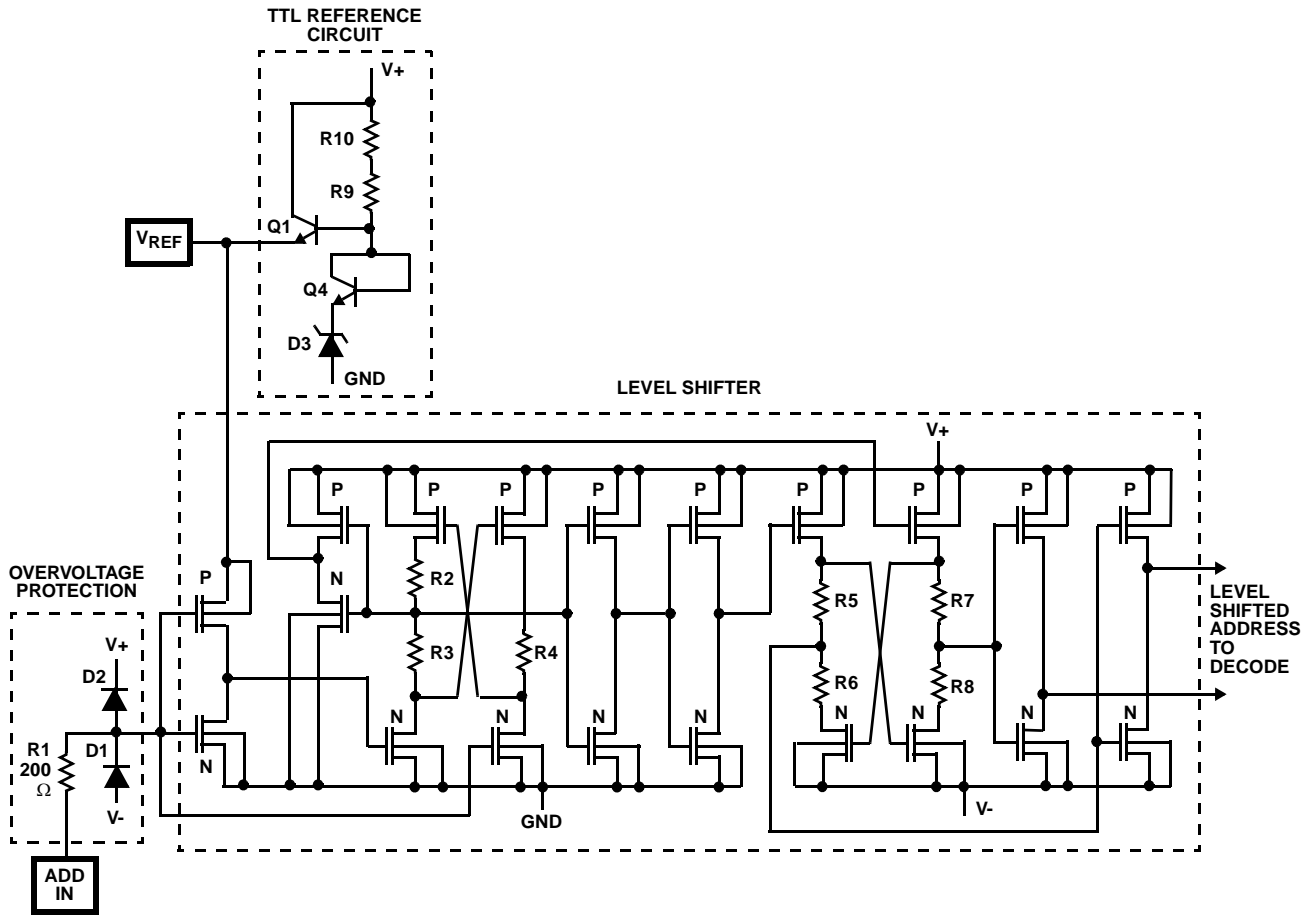 TTL REFERENCE
CIRCUIT
V+
R10
R9
Q1
VREF
Q4
D3
GND
LEVEL SHIFTER
V+
P P P P P P P P
OVERVOLTAGE
PROTECTION
P
N
R2
R5
R7
LEVEL
SHIFTED
ADDRESS
TO
DECODE
R3
R4
V+
D2
R6
R8
N N N N N N N N
R1
200
Ω
D1
N
V-
GND
V-
ADD
IN